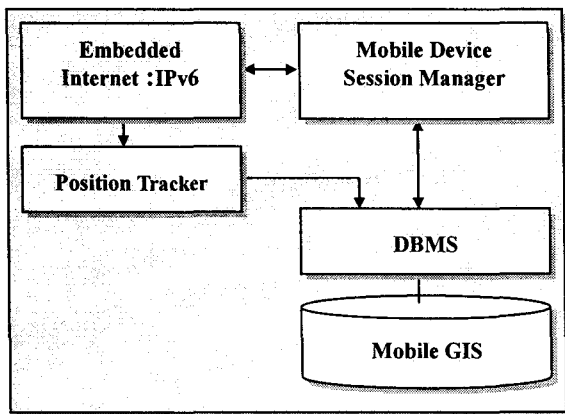 Embedded
Internet :IPv6
Mobile Device
Session Manager
Position Tracker
DBMS
Mobile GIS